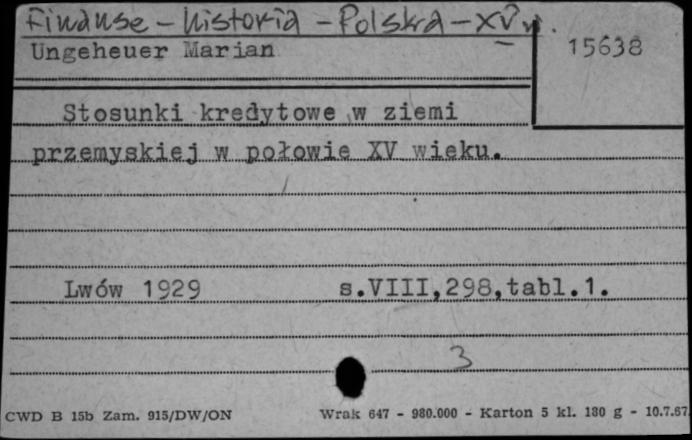 Finanse - historia - Polska - XV w.
Ungeheuer Marian
15638
Stosunki kredytowe w ziemi
przemyskiej w połowie XV wieku.
Lwów 1929 s.VIII,298,tabl.1.
3
CWD B 15b Zam. 915/DW/ON Wrak 647 - 980.000 - Karton 5 kl. 180 g - 10.7.67